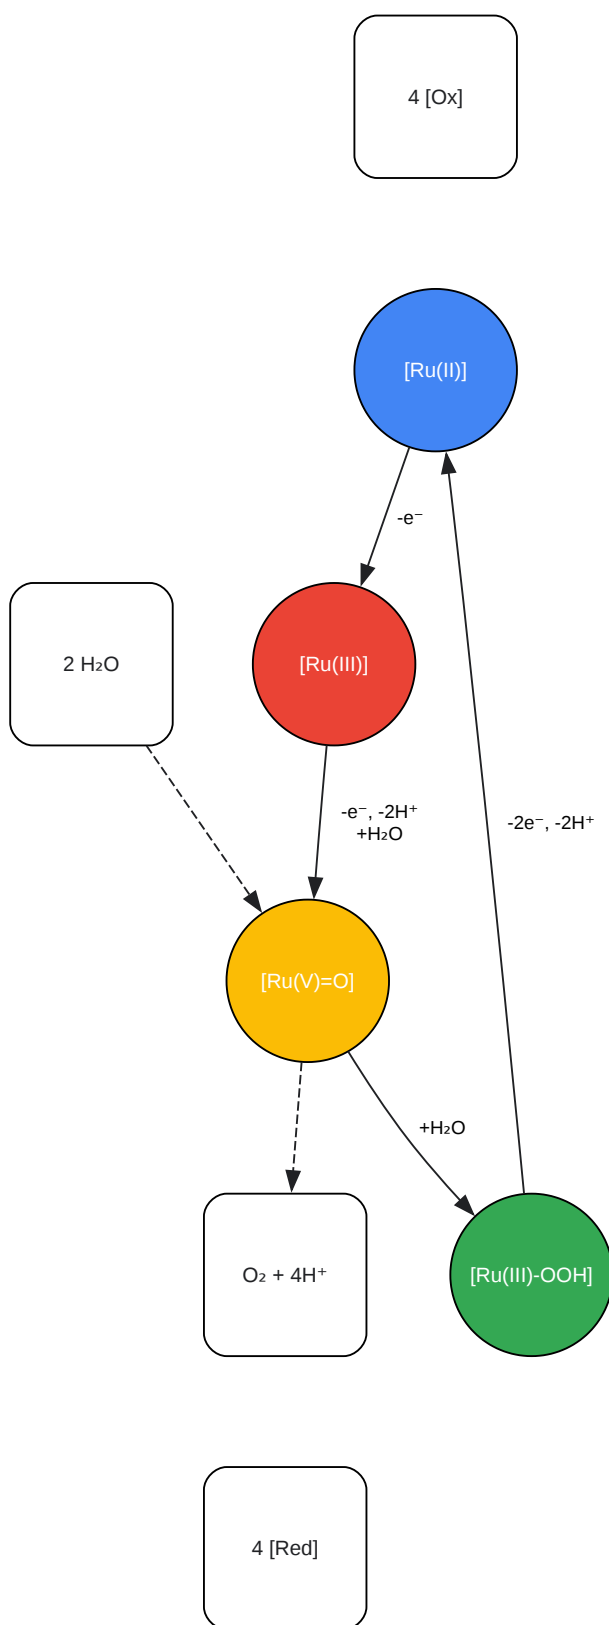 4 [Ox]
[Ru(II)]
-e⁻
2 H₂O
[Ru(III)]
-e⁻, -2H⁺
+H₂O
-2e⁻, -2H⁺
[Ru(V)=O]
+H₂O
O₂ + 4H⁺
[Ru(III)-OOH]
4 [Red]